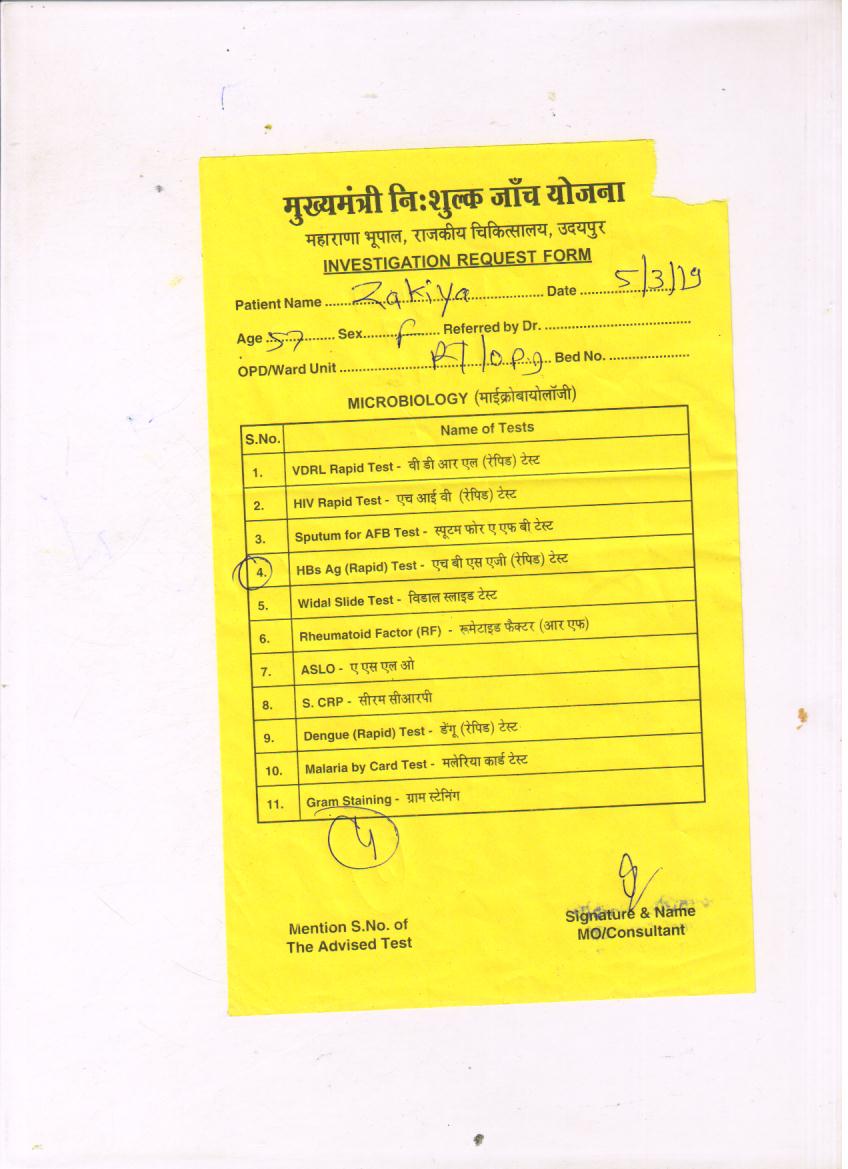 मुख्यमंत्री नि:शुल्क जाँच योजना
महाराणा भूपाल, राजकीय चिकित्सालय, उदयपुर
INVESTIGATION REQUEST FORM
Patient Name ........ Zakiya ........ Date ........ 5/3/19
Age ..57.. Sex.... F .... Referred by Dr. ........
OPD/Ward Unit ........ RT/OPD ........ Bed No. ........
MICROBIOLOGY (माईक्रोबायोलॉजी)
S.No. Name of Tests
1. VDRL Rapid Test - वी डी आर एल (रेपिड) टेस्ट
2. HIV Rapid Test - एच आई वी (रेपिड) टेस्ट
3. Sputum for AFB Test - स्पूटम फोर ए एफ बी टेस्ट
4. HBs Ag (Rapid) Test - एच बी एस एजी (रेपिड) टेस्ट
5. Widal Slide Test - विडाल स्लाइड टेस्ट
6. Rheumatoid Factor (RF) - रूमेटाइड फैक्टर (आर एफ)
7. ASLO - ए एस एल ओ
8. S. CRP - सीरम सीआरपी
9. Dengue (Rapid) Test - डेंगू (रेपिड) टेस्ट
10. Malaria by Card Test - मलेरिया कार्ड टेस्ट
11. Gram Staining - ग्राम स्टेनिंग
4
Mention S.No. of
The Advised Test
Signature & Name
MO/Consultant